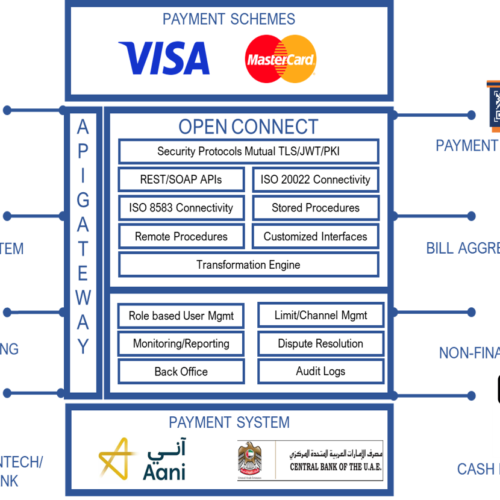 PAYMENT SCHEMES
VISA
MasterCard
API GATEWAY
OPEN CONNECT
Security Protocols Mutual TLS/JWT/PKI
REST/SOAP APIs
ISO 20022 Connectivity
ISO 8583 Connectivity
Stored Procedures
Remote Procedures
Customized Interfaces
Transformation Engine
Role based User Mgmt
Limit/Channel Mgmt
Monitoring/Reporting
Dispute Resolution
Back Office
Audit Logs
PAYMENT
TEM
BILL AGGRE
NG
NON-FINA
NTECH/
NK
CASH
PAYMENT SYSTEM
آني
Aani
مصرف الإمارات العربية المتحدة المركزي
CENTRAL BANK OF THE U.A.E.